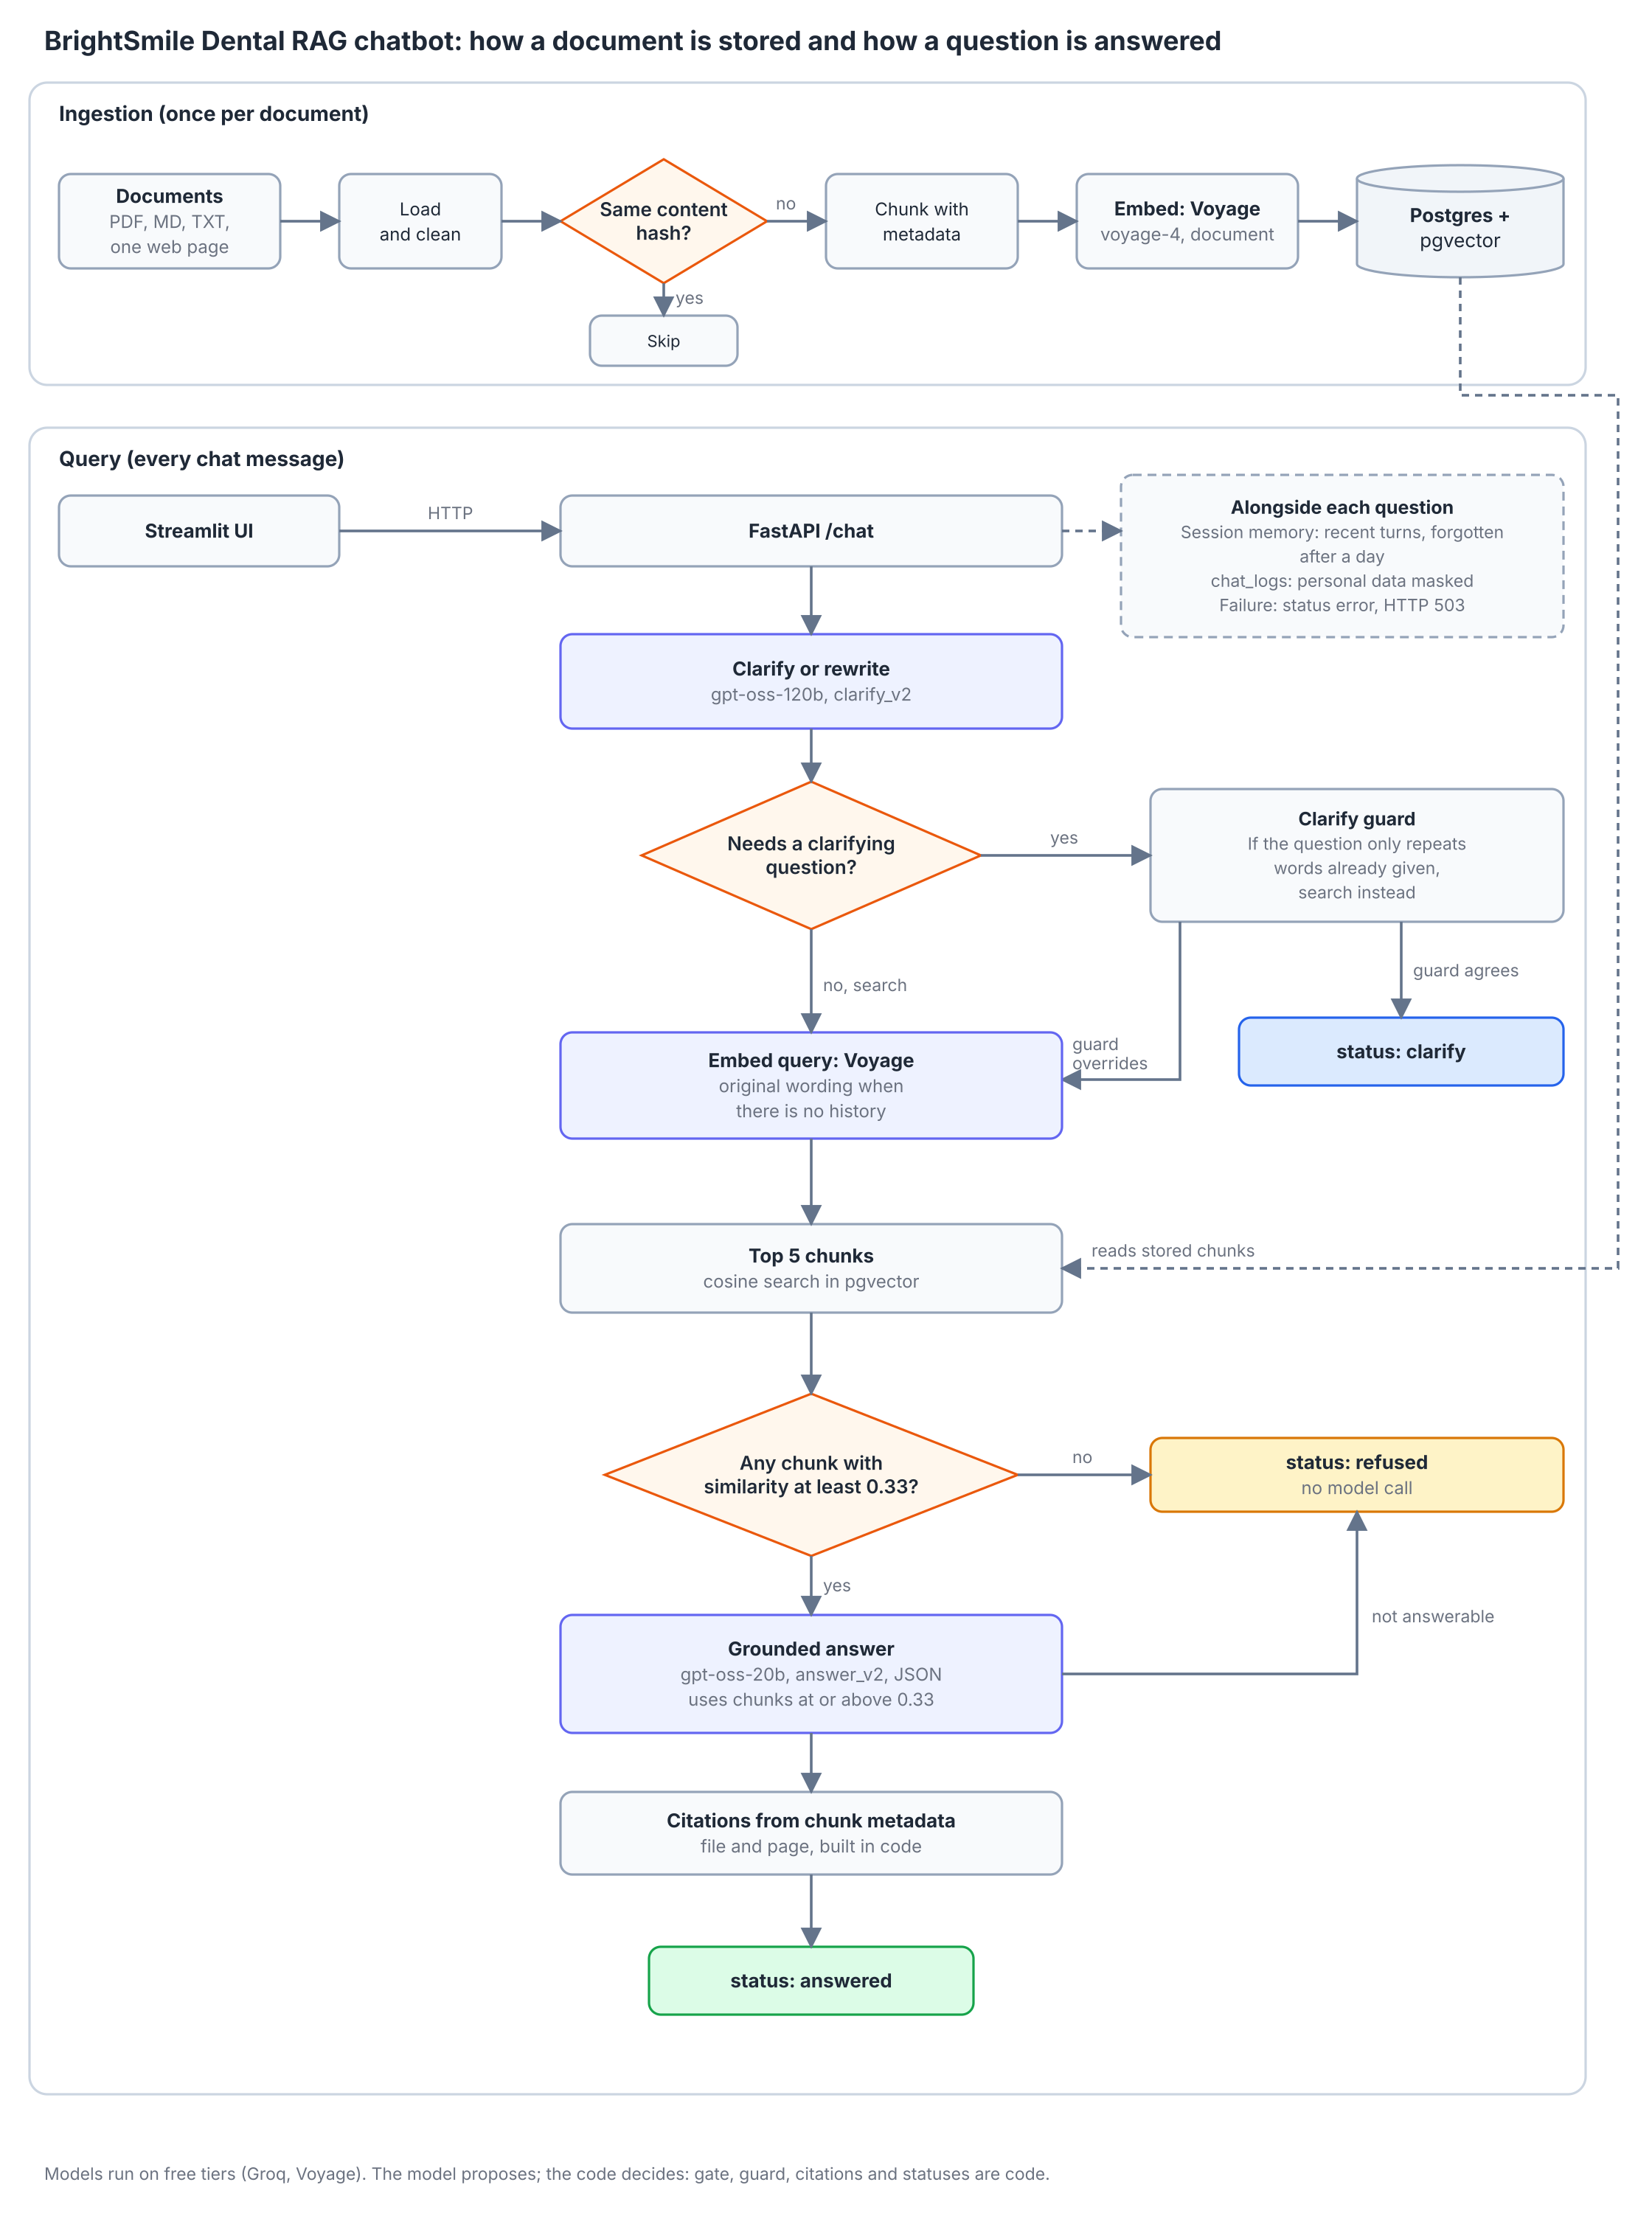 BrightSmile Dental RAG chatbot: how a document is stored and how a question is answered
Ingestion (once per document)
Documents
PDF, MD, TXT,
one web page
Load
and clean
Same content
hash?
no
yes
Skip
Chunk with
metadata
Embed: Voyage
voyage-4, document
Postgres +
pgvector
Query (every chat message)
Streamlit UI
HTTP
FastAPI /chat
Alongside each question
Session memory: recent turns, forgotten
after a day
chat_logs: personal data masked
Failure: status error, HTTP 503
Clarify or rewrite
gpt-oss-120b, clarify_v2
Needs a clarifying
question?
yes
Clarify guard
If the question only repeats
words already given,
search instead
no, search
guard agrees
status: clarify
guard
overrides
Embed query: Voyage
original wording when
there is no history
Top 5 chunks
cosine search in pgvector
reads stored chunks
Any chunk with
similarity at least 0.33?
no
status: refused
no model call
yes
not answerable
Grounded answer
gpt-oss-20b, answer_v2, JSON
uses chunks at or above 0.33
Citations from chunk metadata
file and page, built in code
status: answered
Models run on free tiers (Groq, Voyage). The model proposes; the code decides: gate, guard, citations and statuses are code.